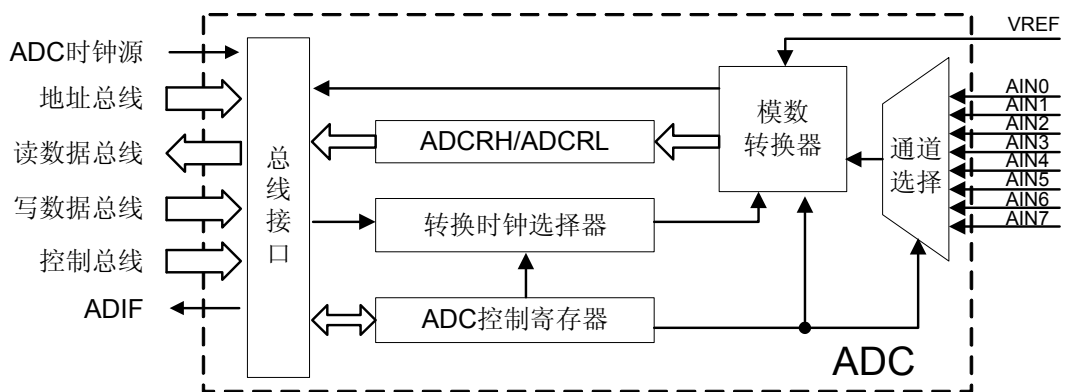 VREF
ADC时钟源
地址总线
读数据总线
写数据总线
控制总线
ADIF
总线接口
ADCRH/ADCRL
转换时钟选择器
ADC控制寄存器
模数
转换器
通道
选择
AIN0
AIN1
AIN2
AIN3
AIN4
AIN5
AIN6
AIN7
ADC